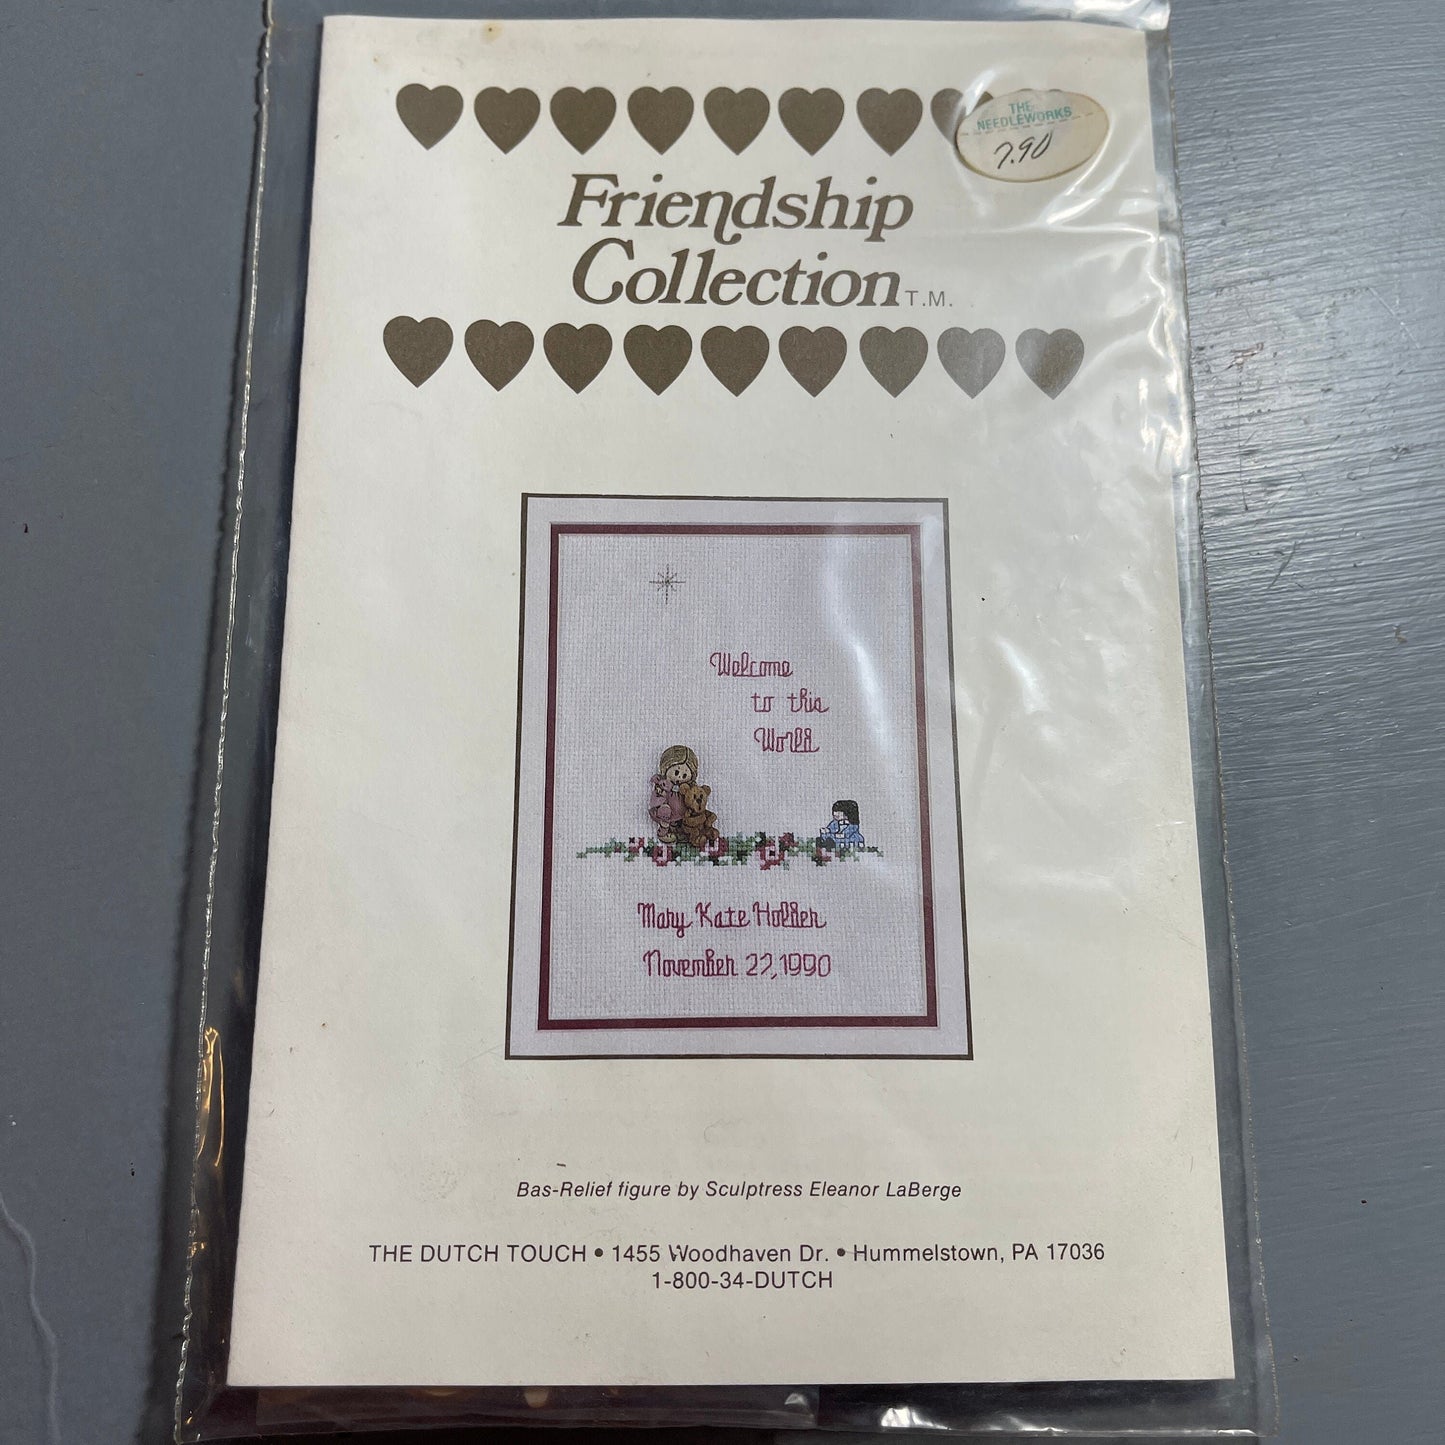 THE
NEEDLEWORKS
7.90
Friendship
Collection T.M.
Welcome
to this
World
Mary Kate Holder
November 22, 1990
Bas-Relief figure by Sculptress Eleanor LaBerge
THE DUTCH TOUCH • 1455 Woodhaven Dr. • Hummelstown, PA 17036
1-800-34-DUTCH